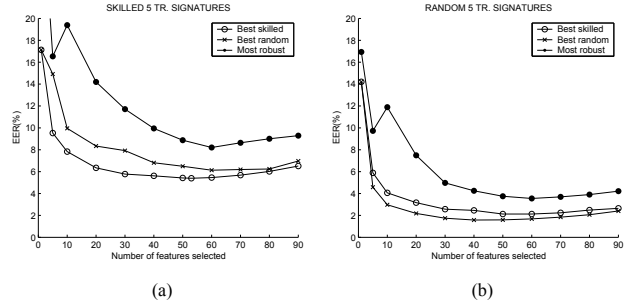 SKILLED 5 TR. SIGNATURES
20
18
16
14
12
10
8
6
4
2
0
EER(%)
Best skilled
Best random
Most robust
0 10 20 30 40 50 60 70 80 90
Number of features selected
(a)
RANDOM 5 TR. SIGNATURES
20
18
16
14
12
10
8
6
4
2
0
EER(%)
Best skilled
Best random
Most robust
0 10 20 30 40 50 60 70 80 90
Number of features selected
(b)